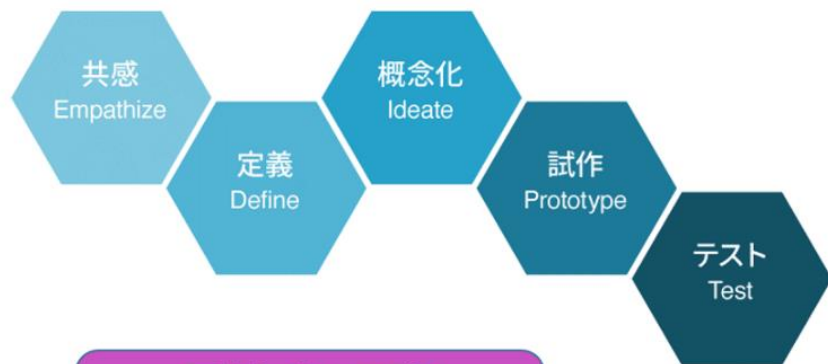 共感
Empathize
定義
Define
概念化
Ideate
試作
Prototype
テスト
Test